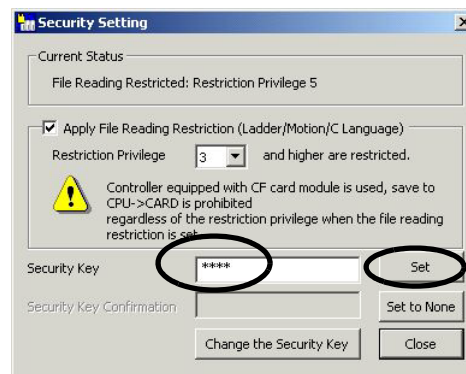 Security Setting
Current Status
File Reading Restricted: Restriction Privilege 5
Apply File Reading Restriction (Ladder/Motion/C Language)
Restriction Privilege 3 and higher are restricted.
Controller equipped with CF card module is used, save to
CPU->CARD is prohibited
regardless of the restriction privilege when the file reading
restriction is set.
Security Key **** Set
Security Key Confirmation Set to None
Change the Security Key Close